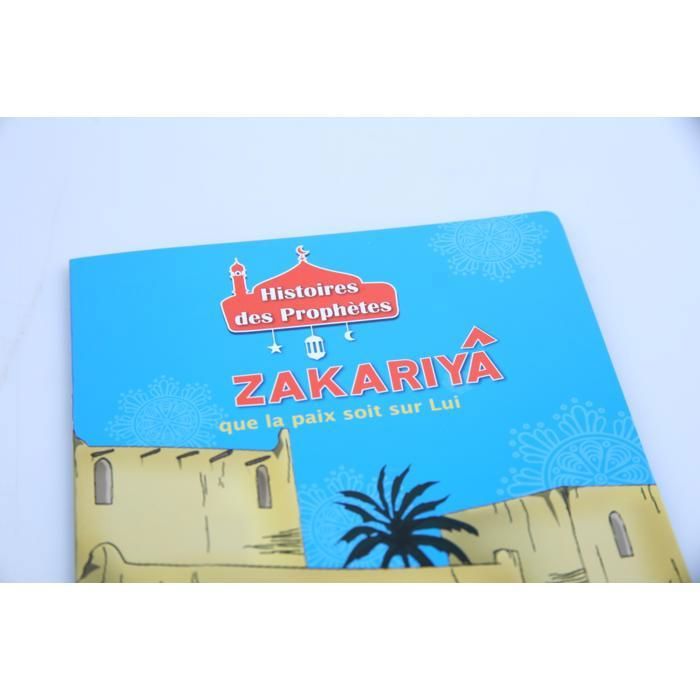 Histoires
des Prophètes
ZAKARIYÂ
que la paix soit sur Lui